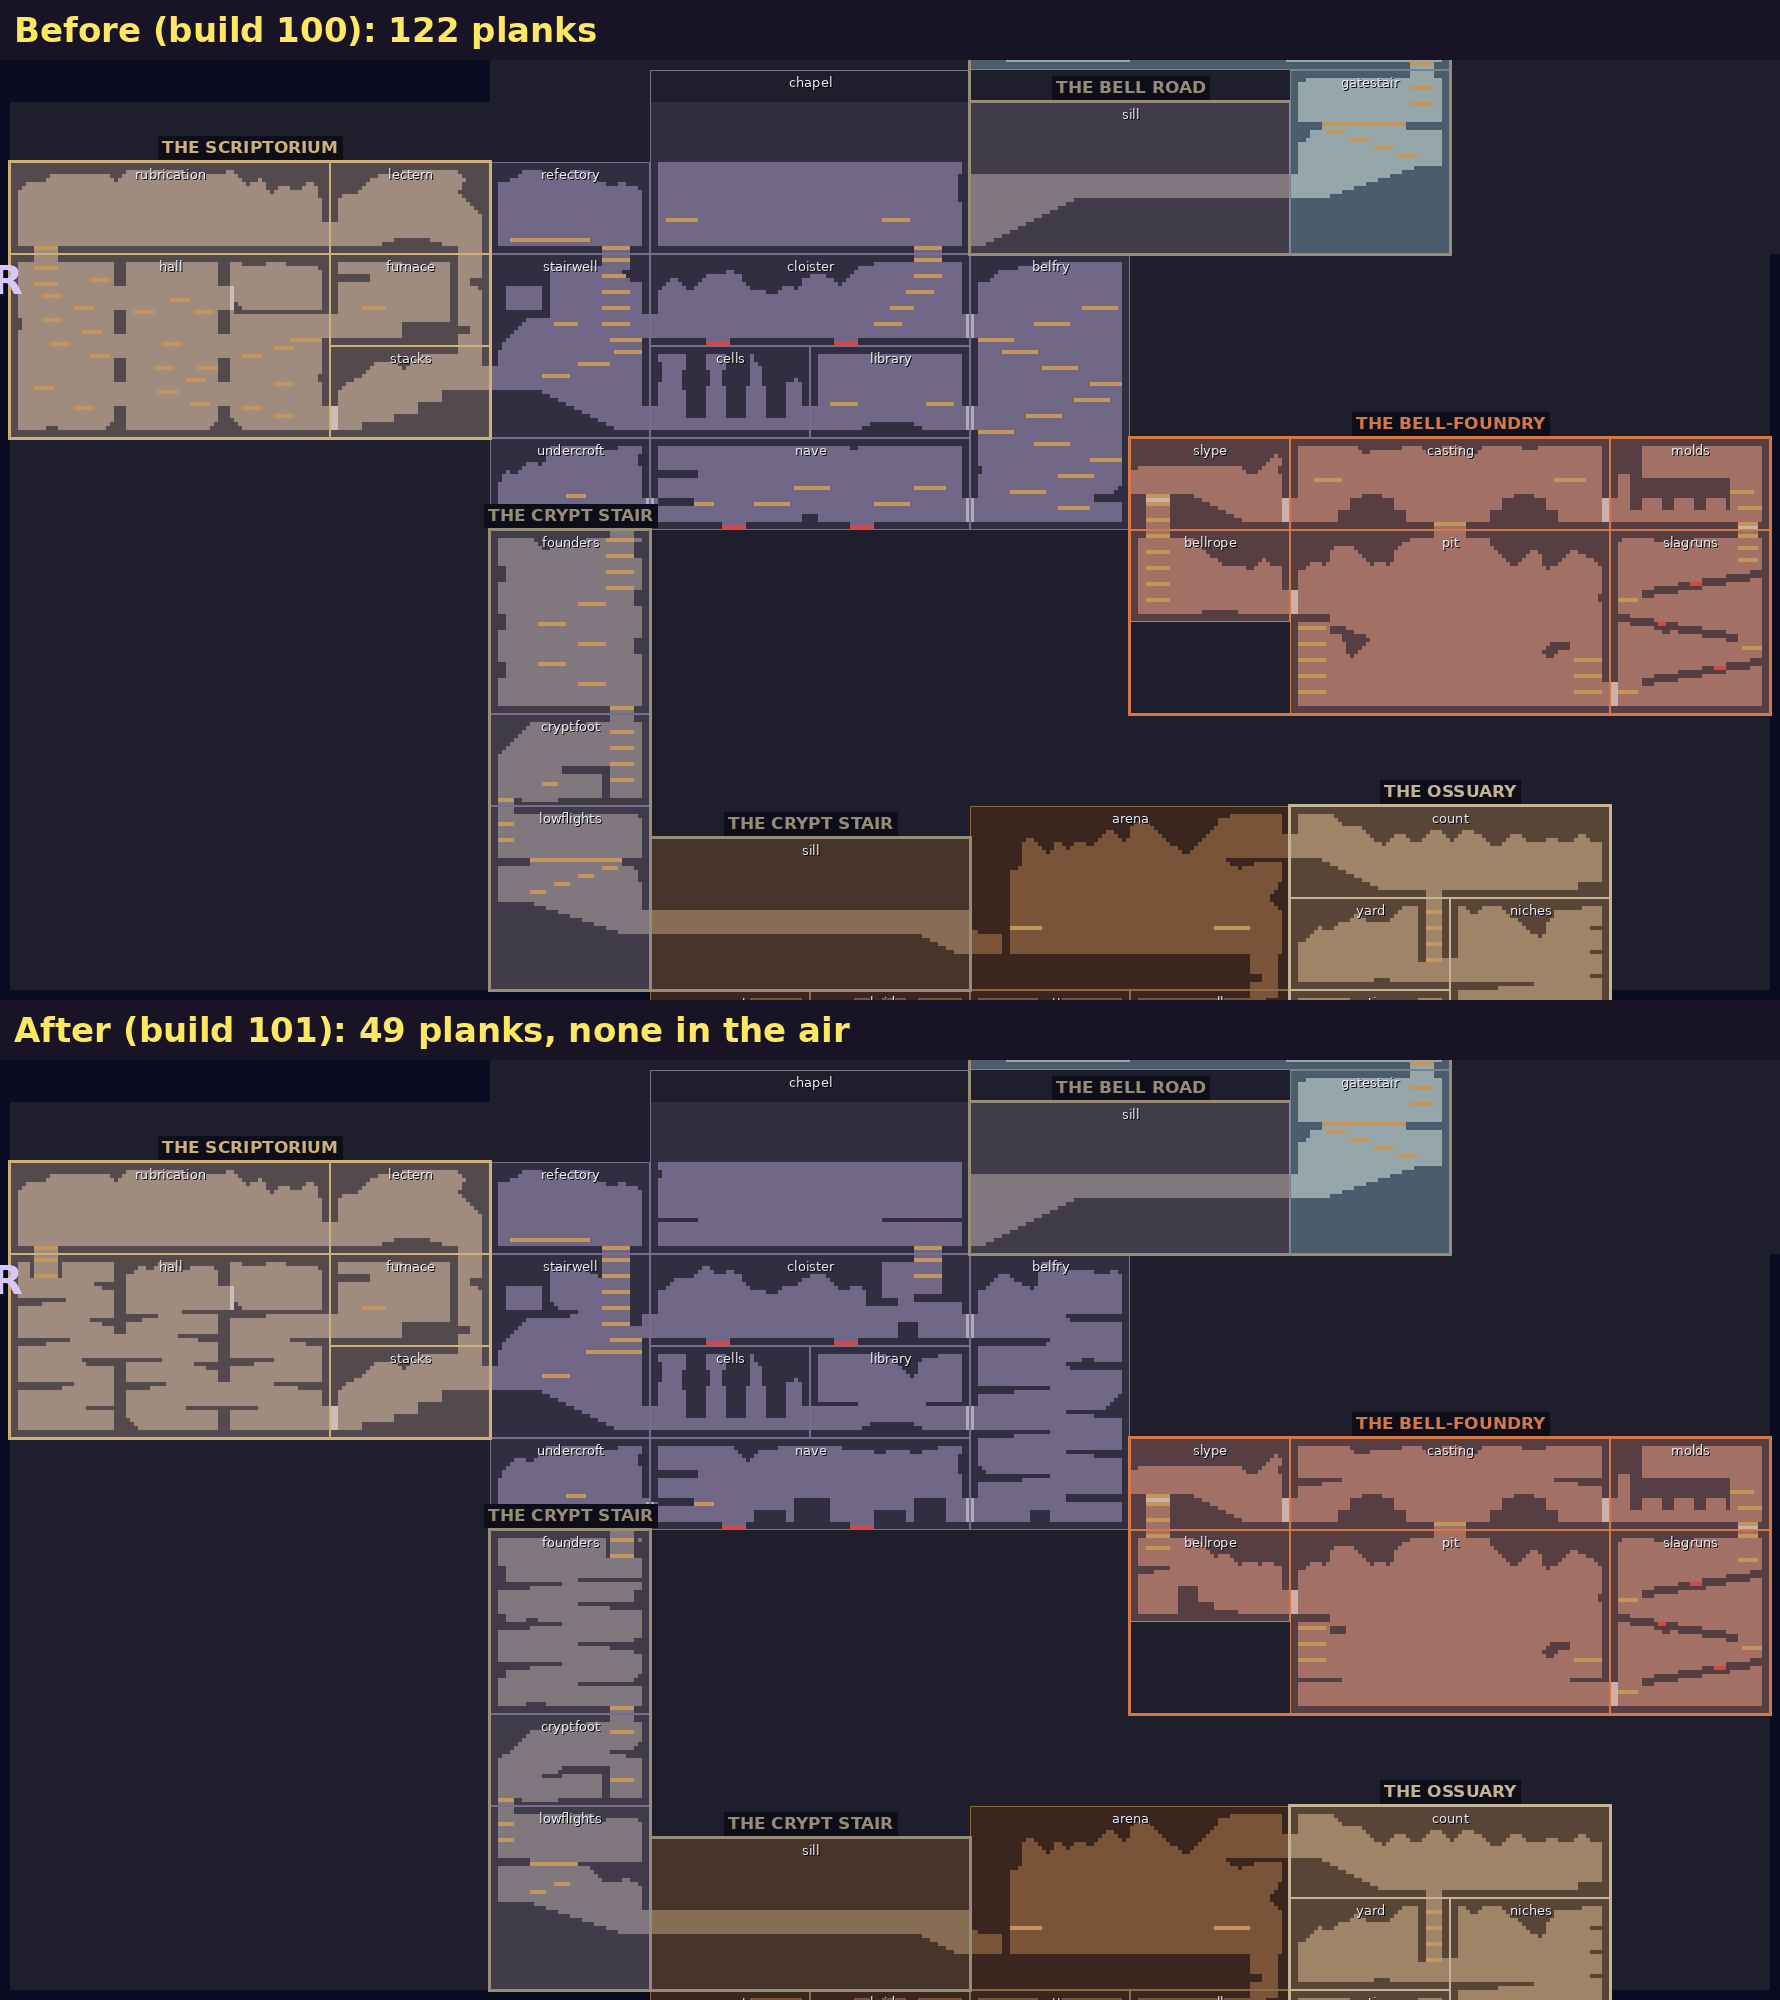 Before (build 100): 122 planks
chapel
THE BELL ROAD
gatestair
sill
THE SCRIPTORIUM
rubrication
lectern
refectory
R
hall
furnace
stairwell
cloister
belfry
stacks
cells
library
THE BELL-FOUNDRY
undercroft
nave
slype
casting
molds
THE CRYPT STAIR
founders
bellrope
pit
slagruns
cryptfoot
THE OSSUARY
lowflights
THE CRYPT STAIR
arena
count
sill
yard
niches
After (build 101): 49 planks, none in the air
chapel
THE BELL ROAD
gatestair
sill
THE SCRIPTORIUM
rubrication
lectern
refectory
R
hall
furnace
stairwell
cloister
belfry
stacks
cells
library
THE BELL-FOUNDRY
undercroft
nave
slype
casting
molds
THE CRYPT STAIR
founders
bellrope
pit
slagruns
cryptfoot
THE OSSUARY
lowflights
THE CRYPT STAIR
arena
count
sill
yard
niches